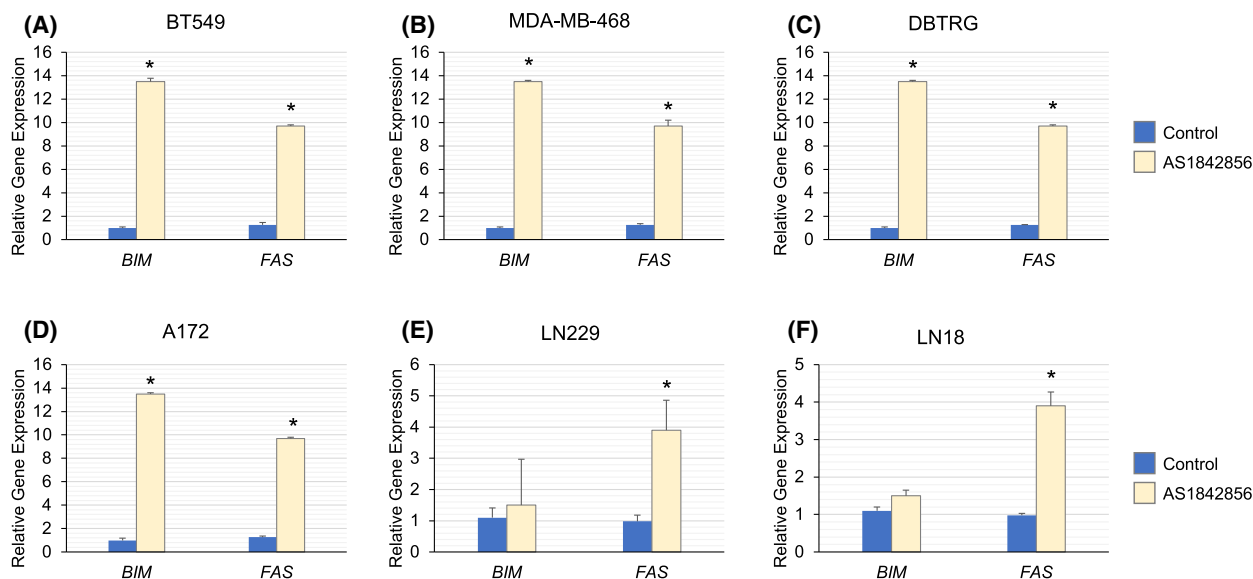 (A)
BT549
Relative Gene Expression
16
14
12
10
8
6
4
2
0
*
*
BIM
FAS
(B)
MDA-MB-468
Relative Gene Expression
16
14
12
10
8
6
4
2
0
*
*
BIM
FAS
(C)
DBTRG
Relative Gene Expression
16
14
12
10
8
6
4
2
0
*
*
BIM
FAS
Control
AS1842856
(D)
A172
Relative Gene Expression
16
14
12
10
8
6
4
2
0
*
*
BIM
FAS
(E)
LN229
Relative Gene Expression
6
5
4
3
2
1
0
*
BIM
FAS
(F)
LN18
Relative Gene Expression
5
4
3
2
1
0
*
BIM
FAS
Control
AS1842856